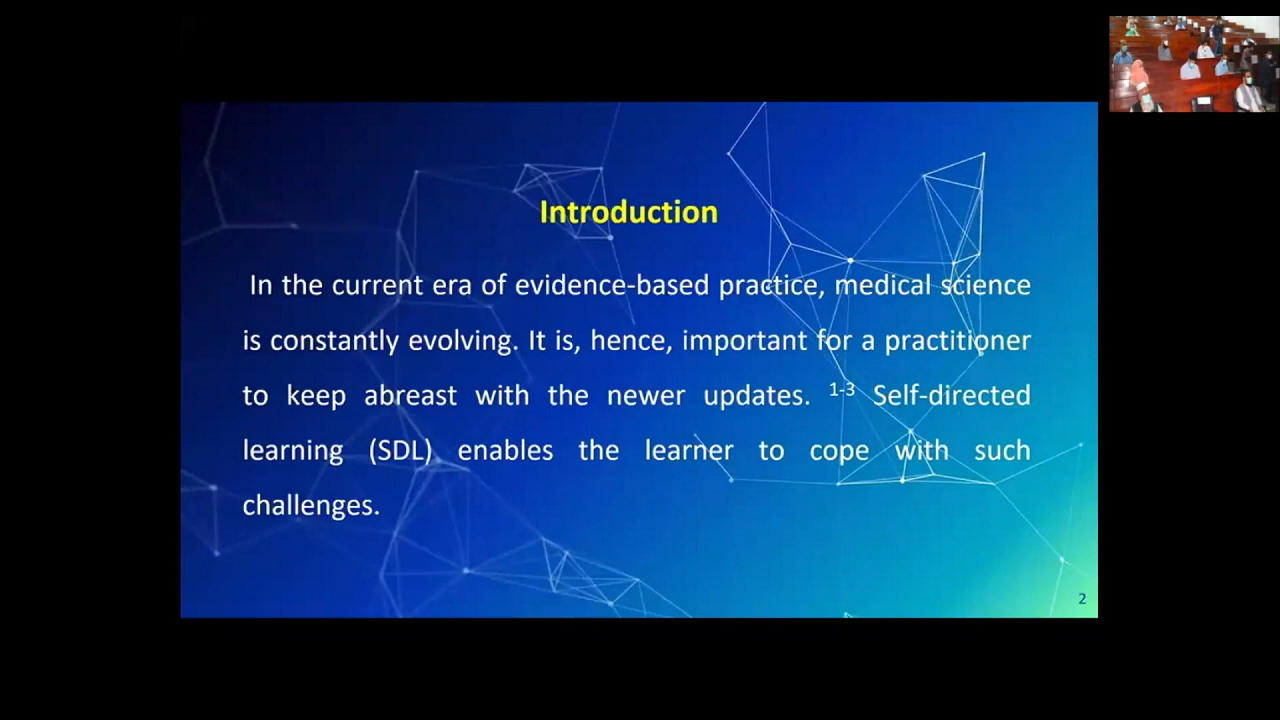 Introduction
In the current era of evidence-based practice, medical science
is constantly evolving. It is, hence, important for a practitioner
to keep abreast with the newer updates. 1-3 Self-directed
learning (SDL) enables the learner to cope with such
challenges.
2